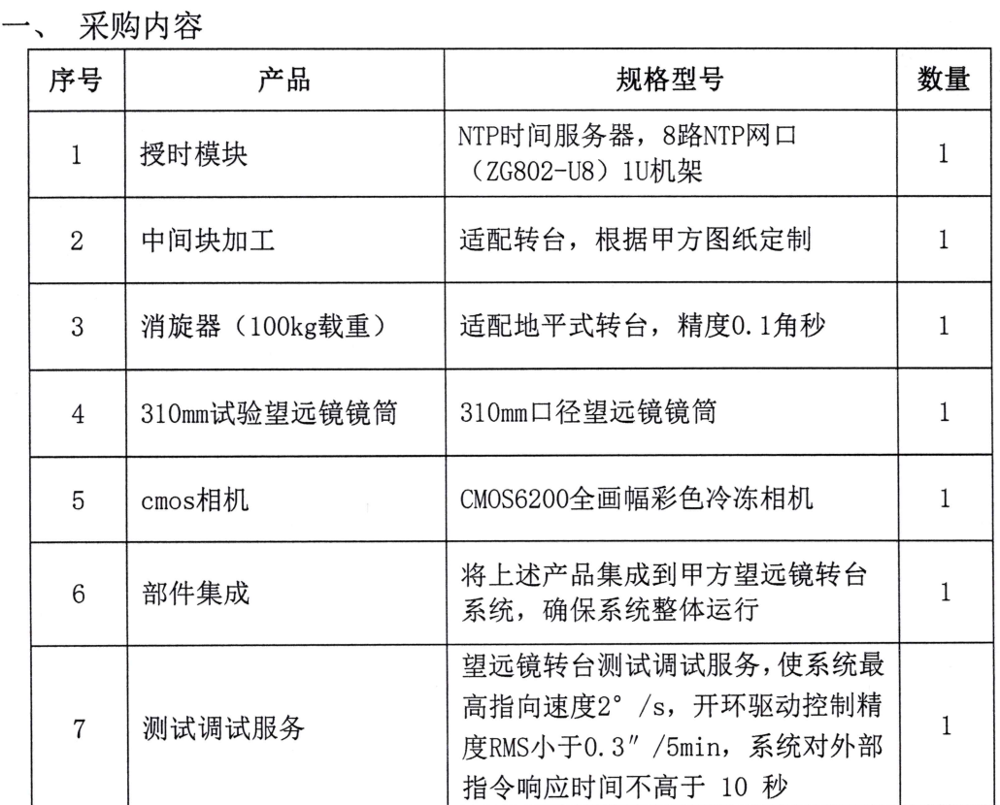 一、 采购内容
序号 产品 规格型号 数量
1 授时模块 NTP时间服务器，8路NTP网口
（ZG802-U8）1U机架 1
2 中间块加工 适配转台，根据甲方图纸定制 1
3 消旋器（100kg载重） 适配地平式转台，精度0.1角秒 1
4 310mm试验望远镜镜筒 310mm口径望远镜镜筒 1
5 cmos相机 CMOS6200全画幅彩色冷冻相机 1
6 部件集成 将上述产品集成到甲方望远镜转台
系统，确保系统整体运行 1
7 测试调试服务 望远镜转台测试调试服务，使系统最
高指向速度2°/s，开环驱动控制精
度RMS小于0.3″/5min，系统对外部
指令响应时间不高于 10 秒 1